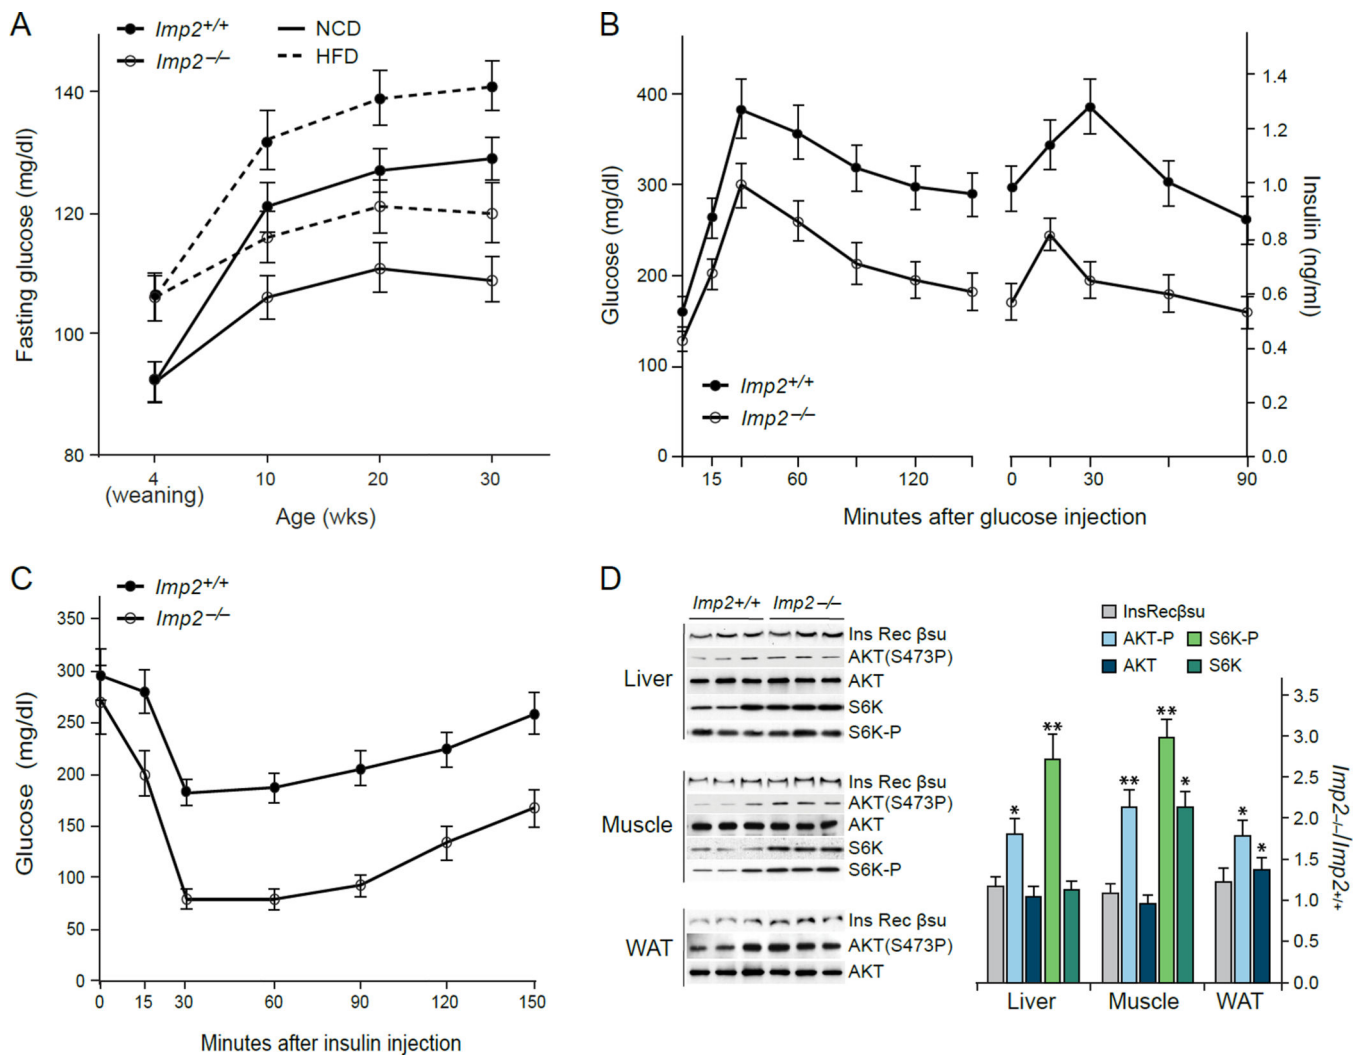 A
Imp2+/+
Imp2−/−
NCD
HFD
Fasting glucose (mg/dl)
140
120
100
80
4
(weaning)
10
20
30
Age (wks)
B
Glucose (mg/dl)
400
300
200
100
0
Imp2+/+
Imp2−/−
15
60
120
0
30
90
Minutes after glucose injection
1.4
1.2
1.0
0.8
0.6
0.4
0.2
0.0
Insulin (ng/ml)
C
Imp2+/+
Imp2−/−
Glucose (mg/dl)
350
300
250
200
150
100
50
0
0
15
30
60
90
120
150
Minutes after insulin injection
D
Imp2+/+ Imp2−/−
Liver
Ins Rec βsu
AKT(S473P)
AKT
S6K
S6K-P
Muscle
Ins Rec βsu
AKT(S473P)
AKT
S6K
S6K-P
WAT
Ins Rec βsu
AKT(S473P)
AKT
InsRecβsu
AKT-P
S6K-P
AKT
S6K
*
**
**
**
*
*
*
3.5
3.0
2.5
2.0
1.5
1.0
0.5
0.0
Imp2−/−/Imp2+/+
Liver
Muscle
WAT